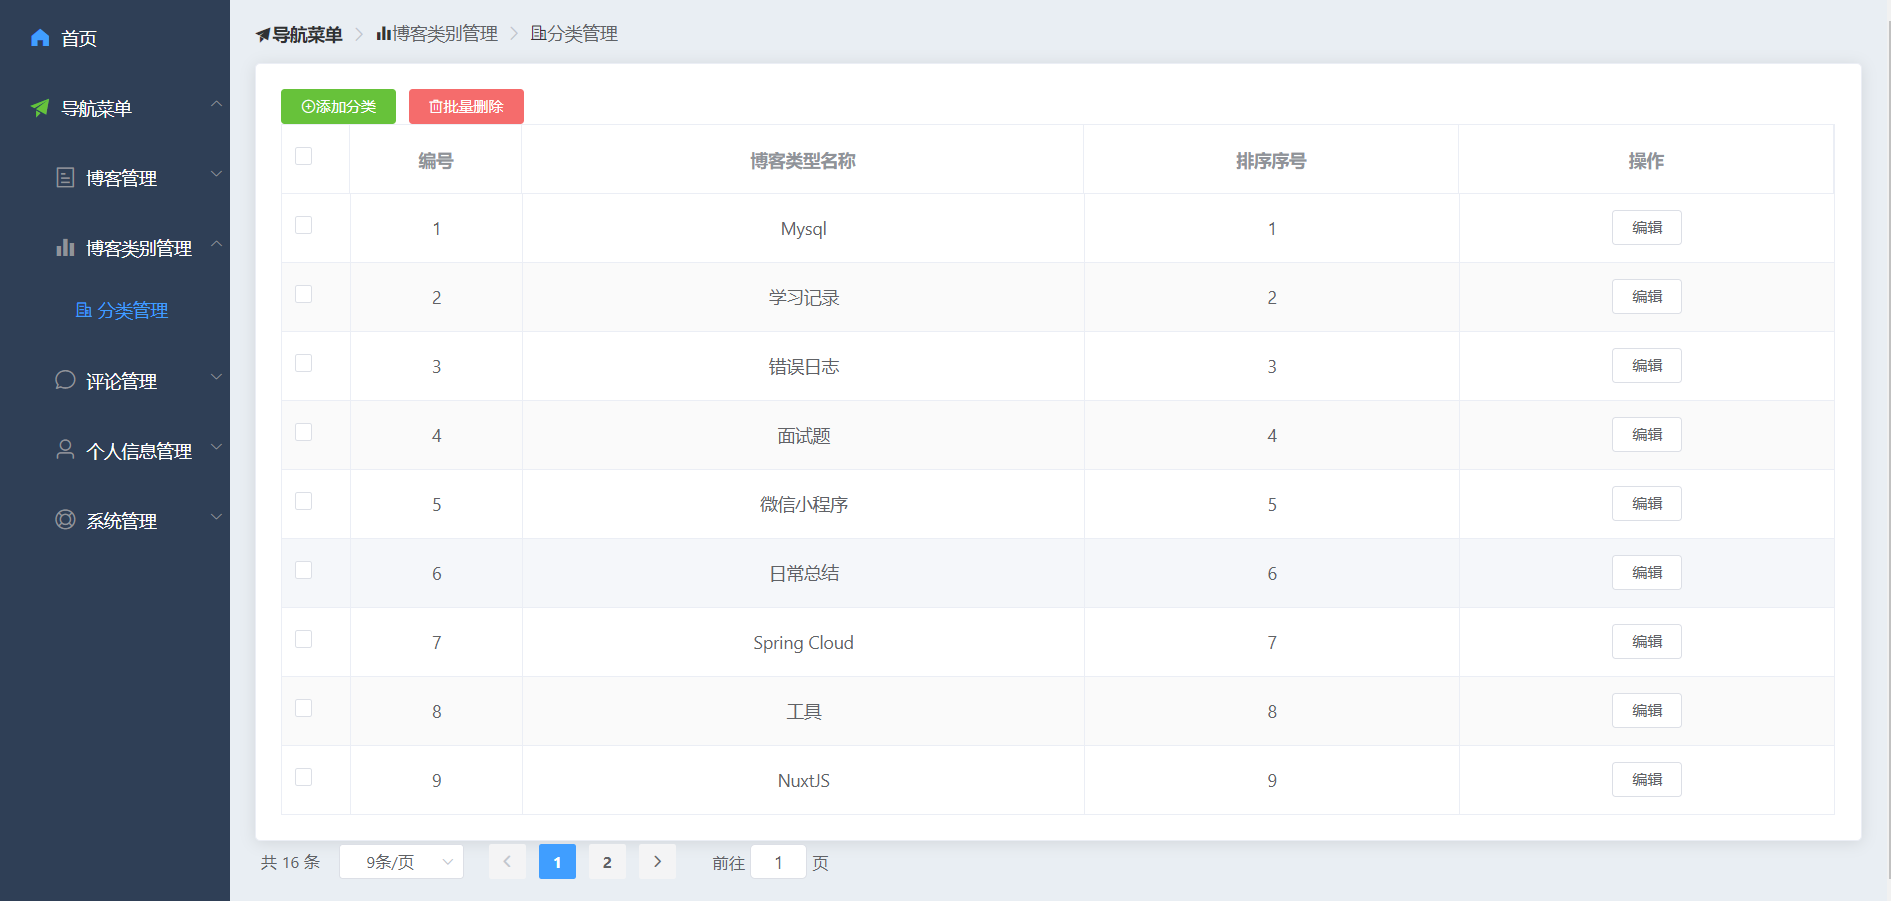 首页
导航菜单
博客管理
博客类别管理
分类管理
评论管理
个人信息管理
系统管理
导航菜单 博客类别管理 分类管理
添加分类 批量删除
编号 博客类型名称 排序序号 操作
1 Mysql 1 编辑
2 学习记录 2 编辑
3 错误日志 3 编辑
4 面试题 4 编辑
5 微信小程序 5 编辑
6 日常总结 6 编辑
7 Spring Cloud 7 编辑
8 工具 8 编辑
9 NuxtJS 9 编辑
共 16 条 9条/页 1 2 前往 1 页